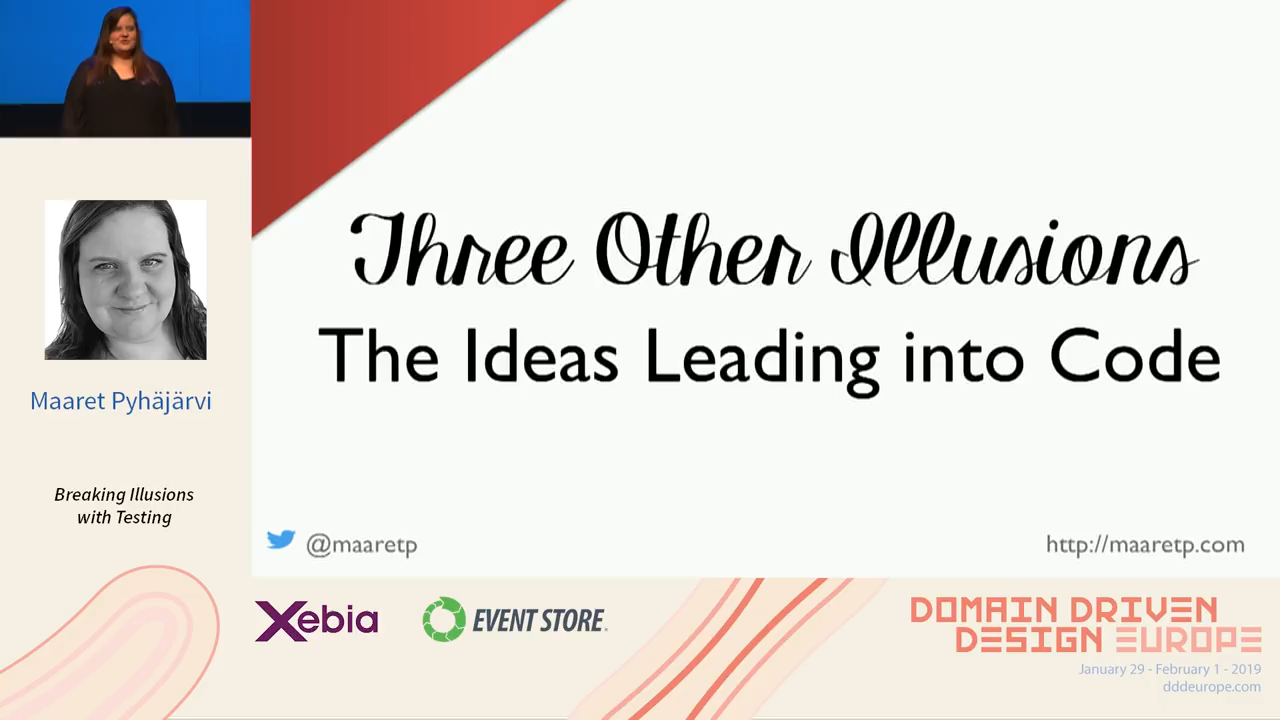 Three Other Illusions
The Ideas Leading into Code
@maaretp
http://maaretp.com
Maaret Pyhäjärvi
Breaking Illusions
with Testing
Xebia
EVENT STORE
DOMAIN DRIVEN
DESIGN EUROPE
January 29 - February 1 - 2019
dddeurope.com